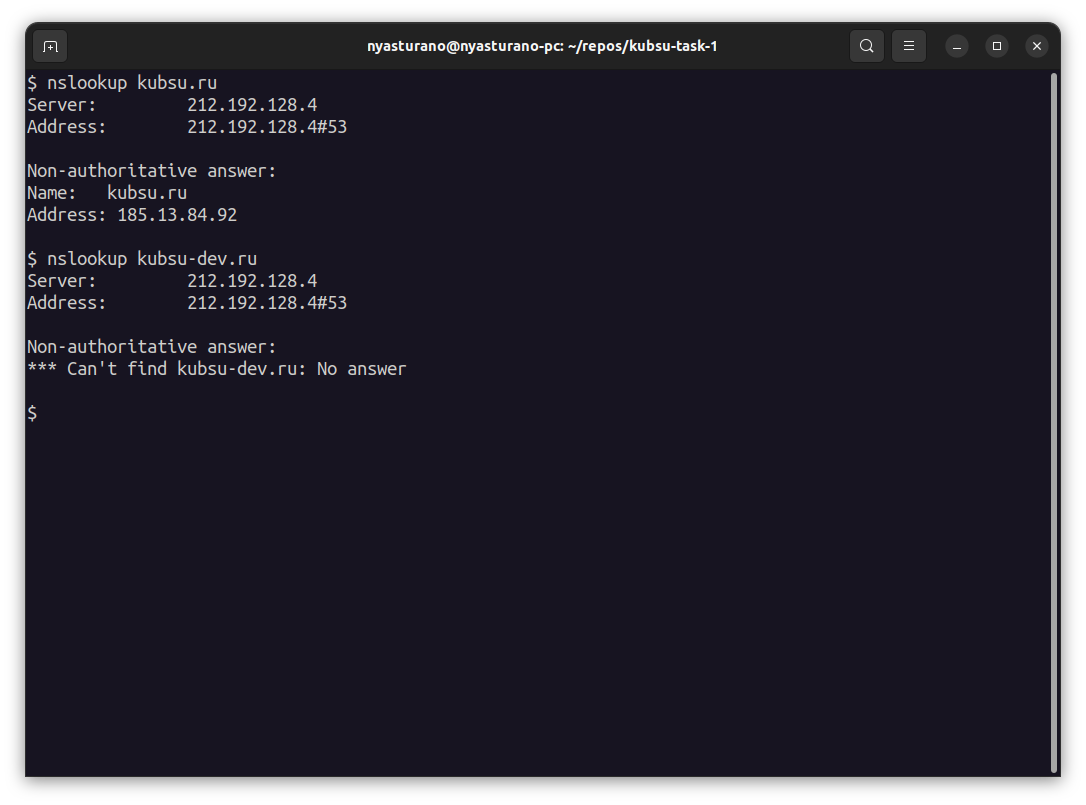 nyasturano@nyasturano-pc: ~/repos/kubsu-task-1
$ nslookup kubsu.ru
Server:         212.192.128.4
Address:        212.192.128.4#53

Non-authoritative answer:
Name:   kubsu.ru
Address: 185.13.84.92

$ nslookup kubsu-dev.ru
Server:         212.192.128.4
Address:        212.192.128.4#53

Non-authoritative answer:
*** Can't find kubsu-dev.ru: No answer

$